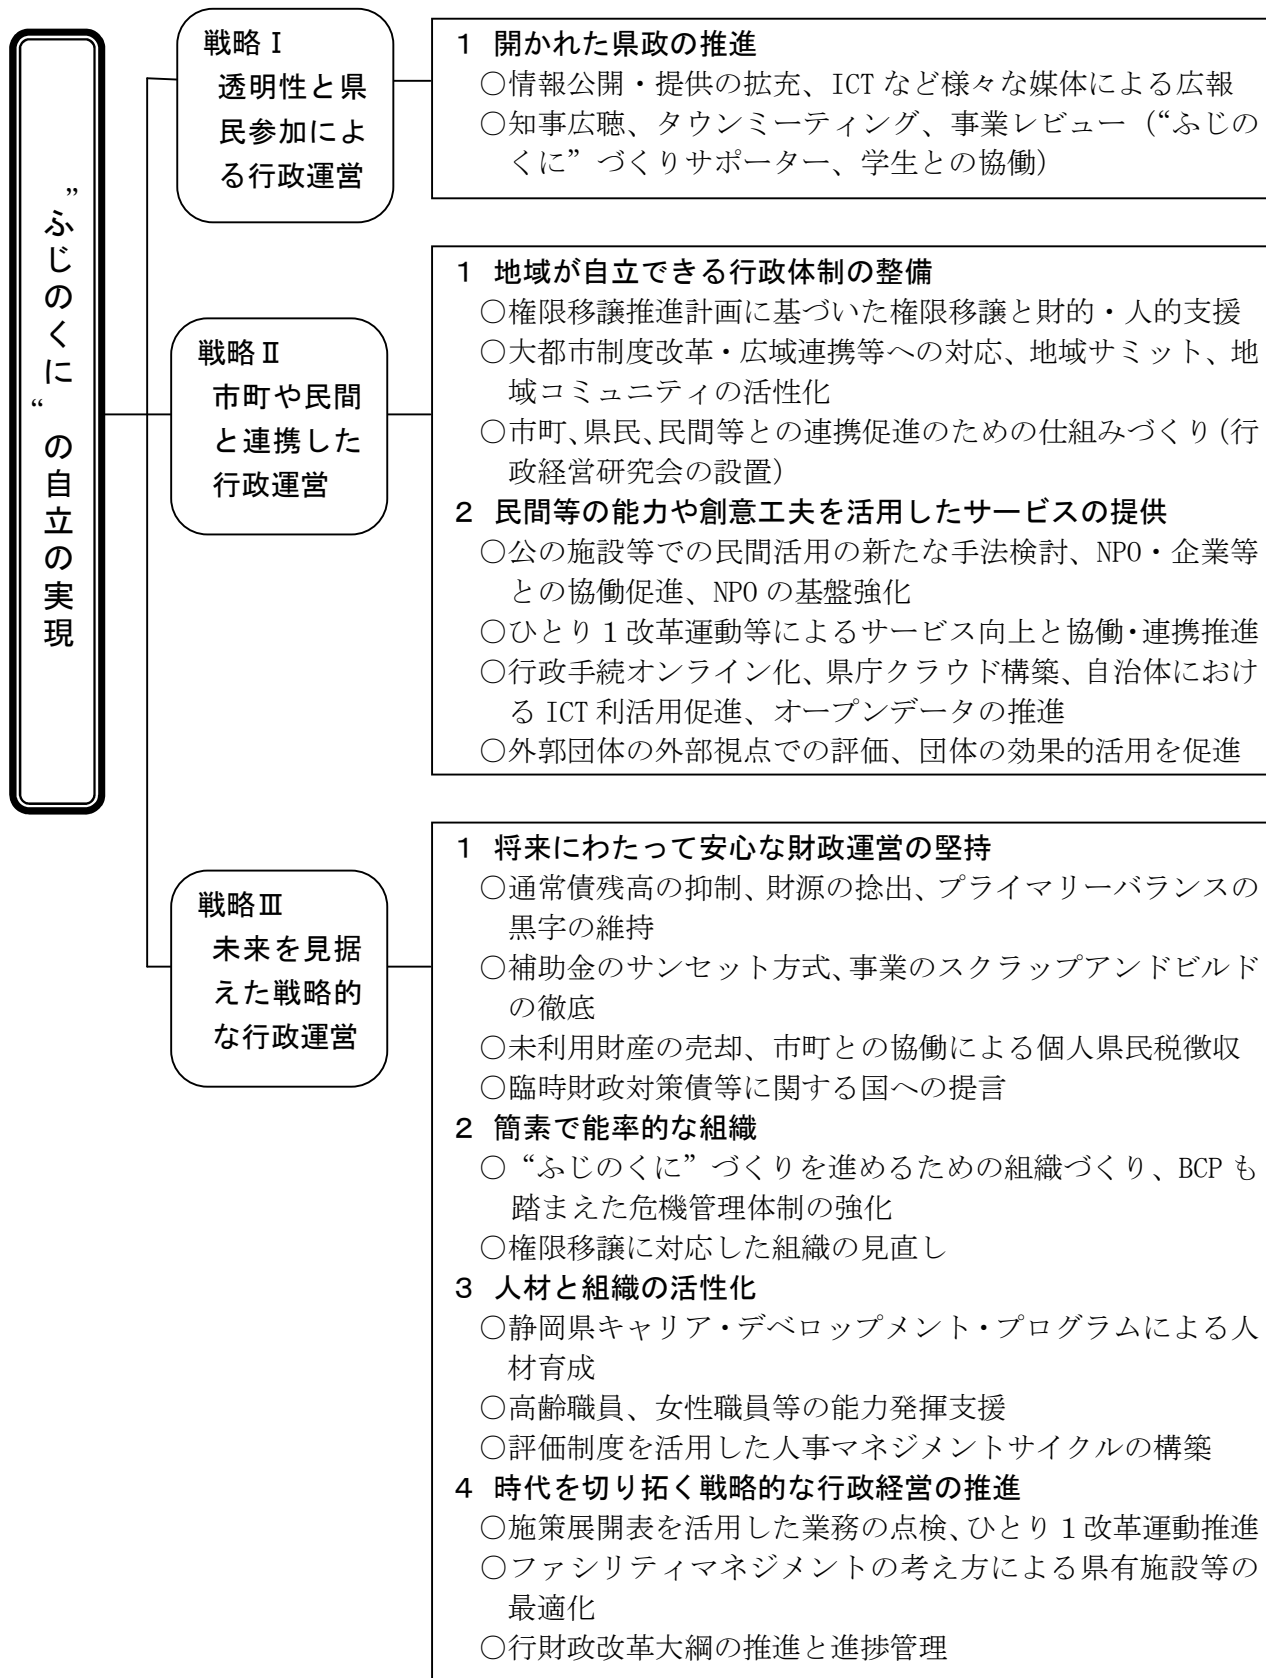 ”ふじのくに“の自立の実現
戦略Ⅰ
透明性と県
民参加によ
る行政運営
１ 開かれた県政の推進
○情報公開・提供の拡充、ICT など様々な媒体による広報
○知事広聴、タウンミーティング、事業レビュー（“ふじの
くに”づくりサポーター、学生との協働）
戦略Ⅱ
市町や民間
と連携した
行政運営
１ 地域が自立できる行政体制の整備
○権限移譲推進計画に基づいた権限移譲と財的・人的支援
○大都市制度改革・広域連携等への対応、地域サミット、地
域コミュニティの活性化
○市町、県民、民間等との連携促進のための仕組みづくり（行
政経営研究会の設置）
２ 民間等の能力や創意工夫を活用したサービスの提供
○公の施設等での民間活用の新たな手法検討、NPO・企業等
との協働促進、NPO の基盤強化
○ひとり１改革運動等によるサービス向上と協働・連携推進
○行政手続オンライン化、県庁クラウド構築、自治体におけ
る ICT 利活用促進、オープンデータの推進
○外郭団体の外部視点での評価、団体の効果的活用を促進
戦略Ⅲ
未来を見据
えた戦略的
な行政運営
１ 将来にわたって安心な財政運営の堅持
○通常債残高の抑制、財源の捻出、プライマリーバランスの
黒字の維持
○補助金のサンセット方式、事業のスクラップアンドビルド
の徹底
○未利用財産の売却、市町との協働による個人県民税徴収
○臨時財政対策債等に関する国への提言
２ 簡素で能率的な組織
○“ふじのくに”づくりを進めるための組織づくり、BCP も
踏まえた危機管理体制の強化
○権限移譲に対応した組織の見直し
３ 人材と組織の活性化
○静岡県キャリア・デベロップメント・プログラムによる人
材育成
○高齢職員、女性職員等の能力発揮支援
○評価制度を活用した人事マネジメントサイクルの構築
４ 時代を切り拓く戦略的な行政経営の推進
○施策展開表を活用した業務の点検、ひとり１改革運動推進
○ファシリティマネジメントの考え方による県有施設等の
最適化
○行財政改革大綱の推進と進捗管理